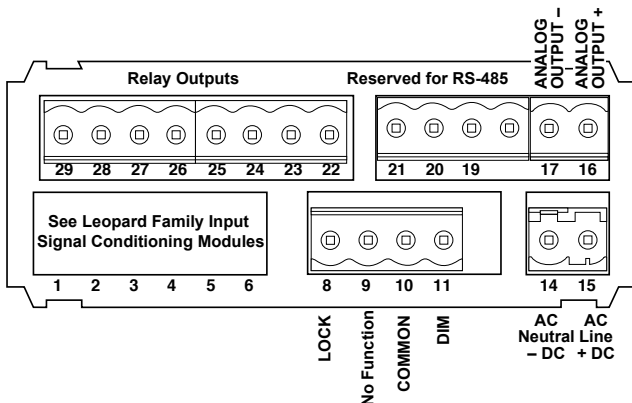 ANALOG
OUTPUT –
ANALOG
OUTPUT +
Relay Outputs
Reserved for RS-485
29 28 27 26 25 24 23 22
21 20 19 17 16
See Leopard Family Input
Signal Conditioning Modules
1 2 3 4 5 6
8 9 10 11
14 15
LOCK
No Function
COMMON
DIM
AC AC
Neutral Line
– DC + DC